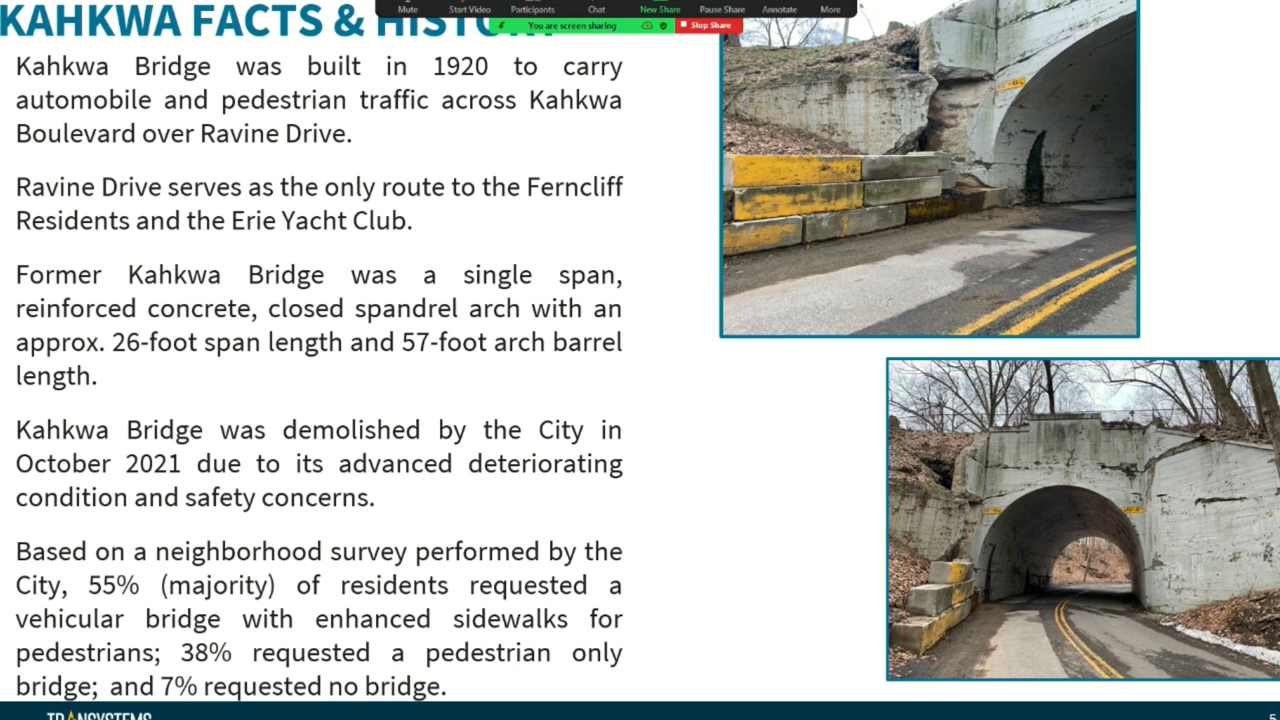 Mute Start Video Participants Chat New Share Pause Share Annotate More
You are screen sharing Stop Share
KAHKWA FACTS &
Kahkwa Bridge was built in 1920 to carry
automobile and pedestrian traffic across Kahkwa
Boulevard over Ravine Drive.
Ravine Drive serves as the only route to the Ferncliff
Residents and the Erie Yacht Club.
Former Kahkwa Bridge was a single span,
reinforced concrete, closed spandrel arch with an
approx. 26-foot span length and 57-foot arch barrel
length.
Kahkwa Bridge was demolished by the City in
October 2021 due to its advanced deteriorating
condition and safety concerns.
Based on a neighborhood survey performed by the
City, 55% (majority) of residents requested a
vehicular bridge with enhanced sidewalks for
pedestrians; 38% requested a pedestrian only
bridge; and 7% requested no bridge.
TRANSYSTEMS